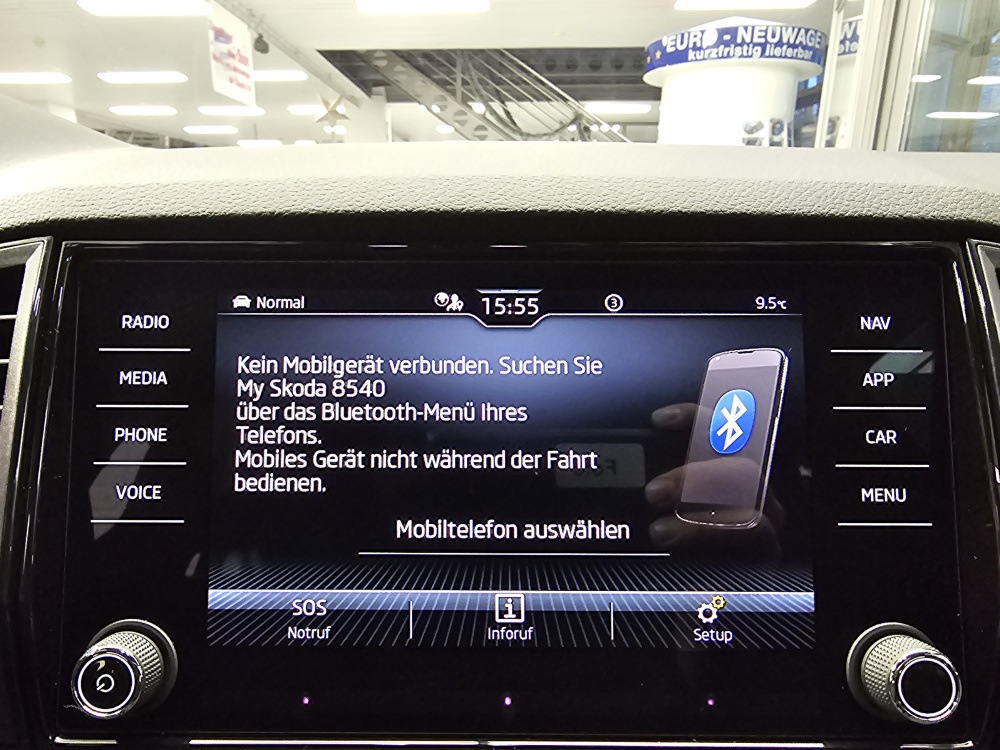 EURO - NEUWAGE
kurzfristig lieferbar
Normal
15:55
3
9.5°C
RADIO
MEDIA
PHONE
VOICE
Kein Mobilgerät verbunden. Suchen Sie
My Skoda 8540
über das Bluetooth-Menü Ihres
Telefons.
Mobiles Gerät nicht während der Fahrt
bedienen.
Mobiltelefon auswählen
NAV
APP
CAR
MENU
SOS
Notruf
Inforuf
Setup